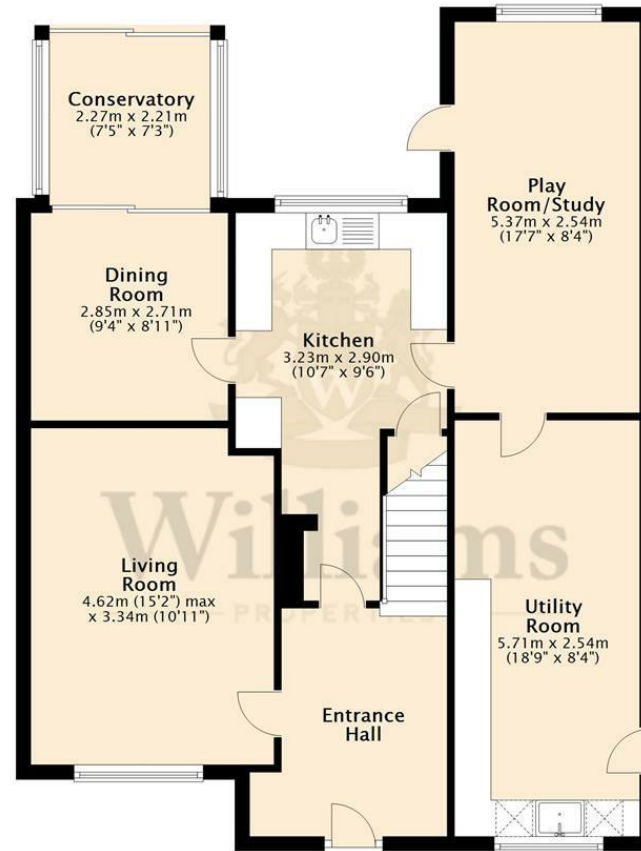 Conservatory
2.27m x 2.21m
(7'5" x 7'3")
Play
Room/Study
5.37m x 2.54m
(17'7" x 8'4")
Dining
Room
2.85m x 2.71m
(9'4" x 8'11")
Kitchen
3.23m x 2.90m
(10'7" x 9'6")
W
Williams
PROPERTIES
Living
Room
4.62m (15'2") max
x 3.34m (10'11")
Utility
Room
5.71m x 2.54m
(18'9" x 8'4")
Entrance
Hall